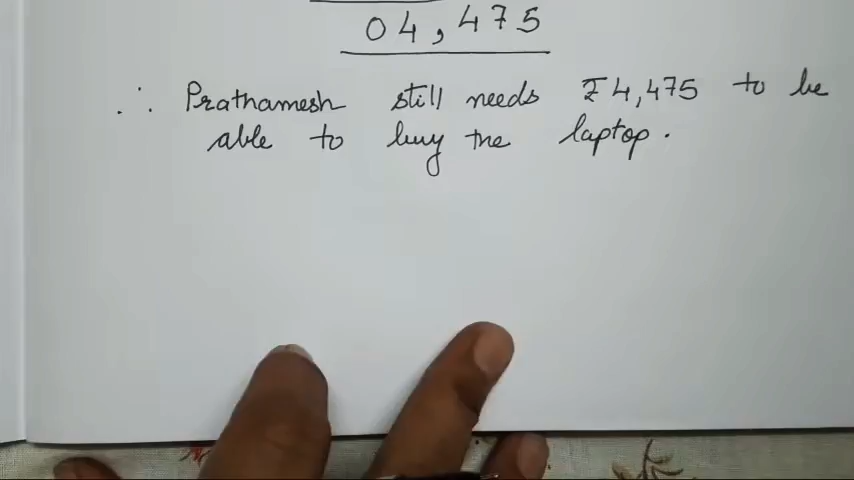 04,475
∴ Prathamesh still needs ₹4,475 to be
able to buy the laptop.